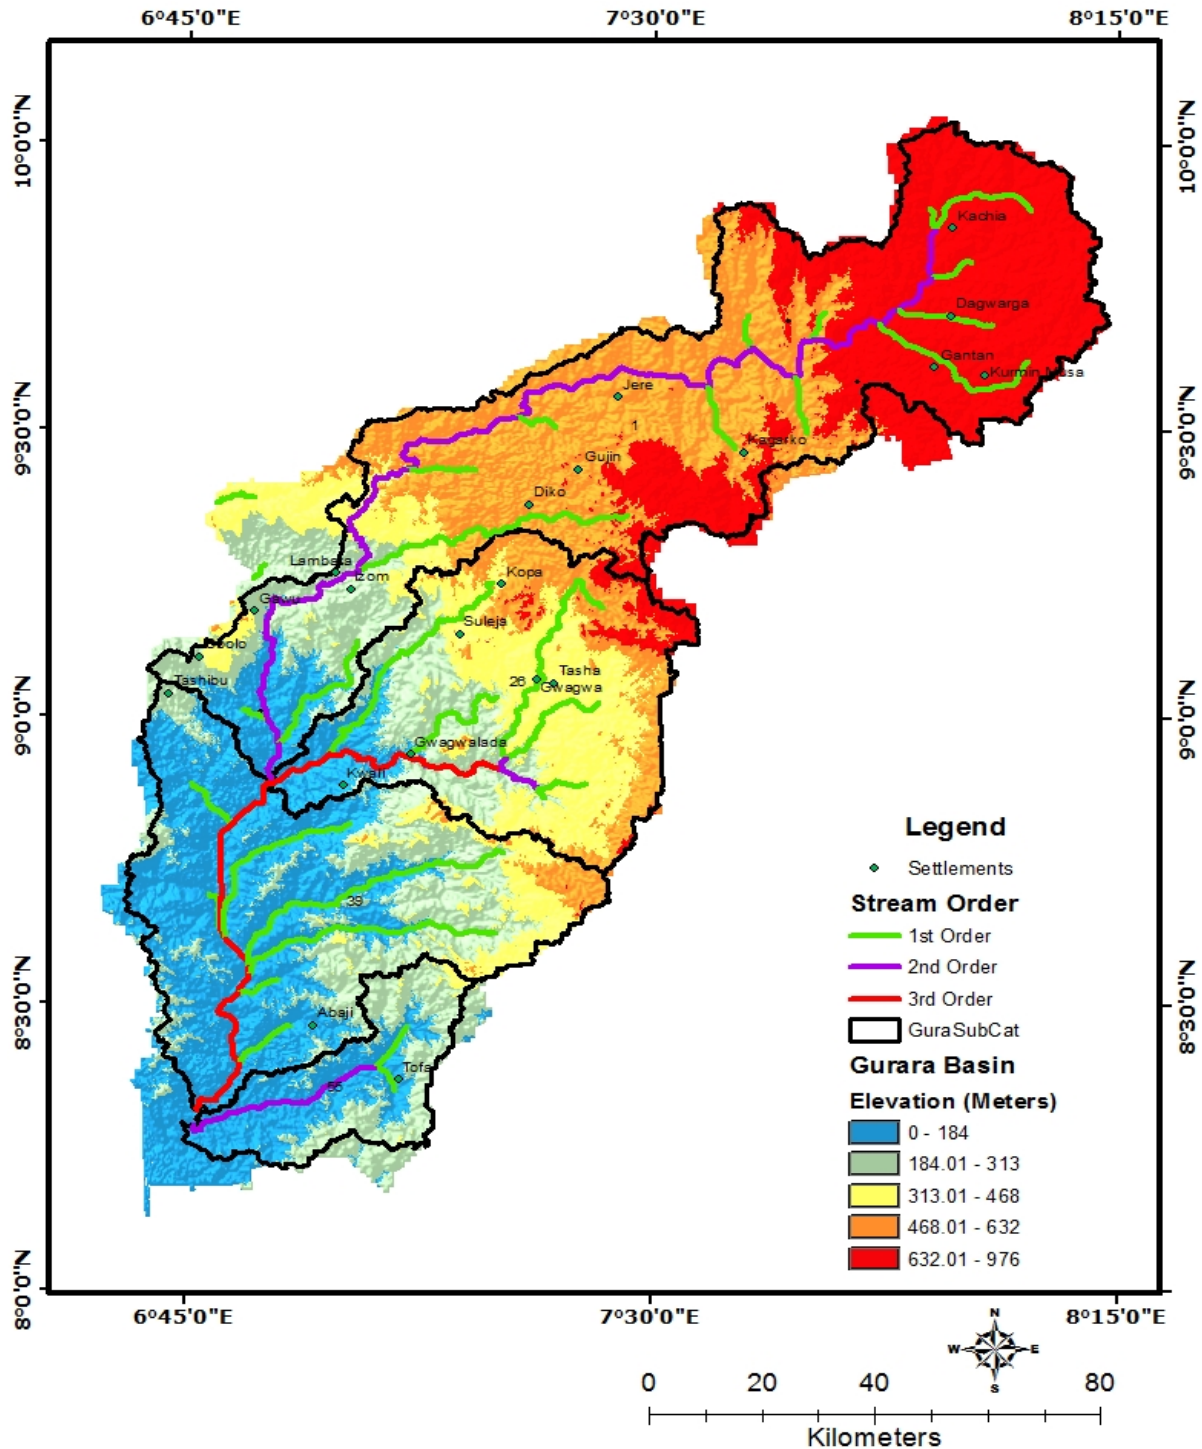 6°45'0"E 7°30'0"E 8°15'0"E
10°0'0"N
10°0'0"N
Kachia
Dagwarga
Gantan
Kurmin Musa
Jere
9°30'0"N
1
9°30'0"N
Kagarko
Gujin
Diko
Lambata
Izom
Kopa
Gawu
Suleja
Tasha
Tashibu
26
Gwagwa
9°0'0"N
9°0'0"N
Gwagwalada
Kwali
Legend
Settlements
39
Stream Order
1st Order
2nd Order
3rd Order
8°30'0"N
8°30'0"N
Abaji
GuraSubCat
Tofa
Gurara Basin
Elevation (Meters)
0 - 184
184.01 - 313
313.01 - 468
468.01 - 632
632.01 - 976
8°0'0"N
6°45'0"E 7°30'0"E 8°15'0"E
N
W E
S
0 20 40 80
Kilometers